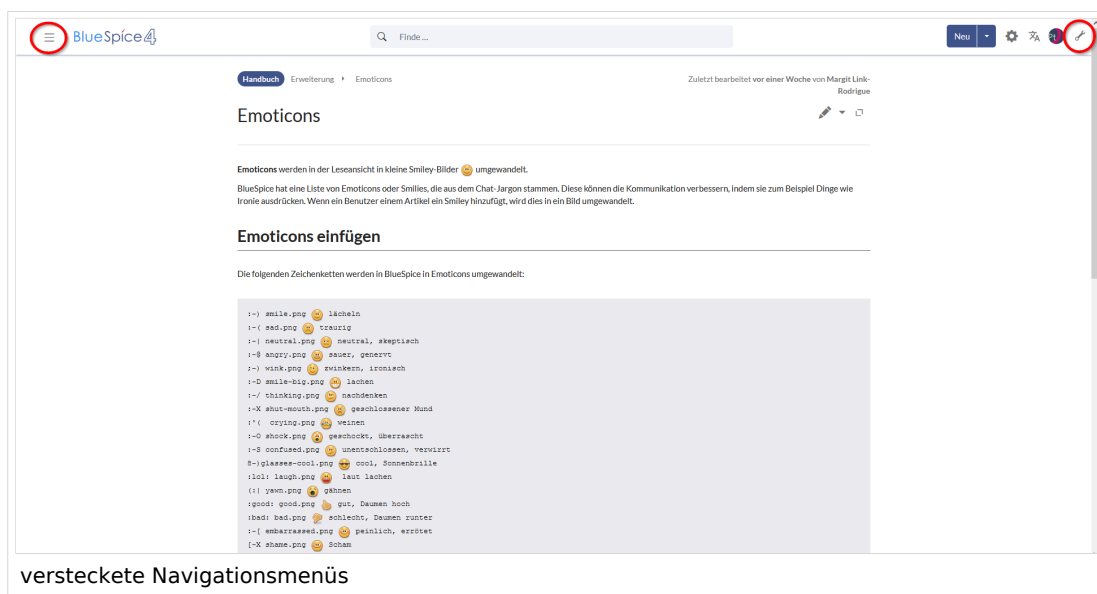 BlueSpice 4
Finde ...
Neu
Handbuch Erweiterung Emoticons
Zuletzt bearbeitet vor einer Woche von Margit Link-
Rodrigue
Emoticons
Emoticons werden in der Leseansicht in kleine Smiley-Bilder umgewandelt.
BlueSpice hat eine Liste von Emoticons oder Smilies, die aus dem Chat-Jargon stammen. Diese können die Kommunikation verbessern, indem sie zum Beispiel Dinge wie
Ironie ausdrücken. Wenn ein Benutzer einem Artikel ein Smiley hinzufügt, wird dies in ein Bild umgewandelt.
Emoticons einfügen
Die folgenden Zeichenketten werden in BlueSpice in Emoticons umgewandelt:
:-) smile.png lächeln
:-( sad.png traurig
:-| neutral.png neutral, skeptisch
:-@ angry.png sauer, genervt
;-) wink.png zwinkern, ironisch
:-D smile-big.png lachen
:-/ thinking.png nachdenken
:-X shut-mouth.png geschlossener Mund
:'( crying.png weinen
:-O shock.png geschockt, überrascht
:-S confused.png unentschlossen, verwirrt
8-)glasses-cool.png cool, Sonnenbrille
:lol: laugh.png laut lachen
(:| yawn.png gähnen
:good: good.png gut, Daumen hoch
:bad: bad.png schlecht, Daumen runter
:-[ embarrassed.png peinlich, errötet
[-X shame.png Scham
versteckte Navigationsmenüs